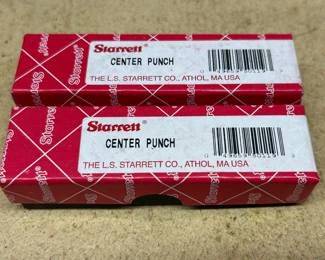 Starrett
CENTER PUNCH
THE L.S. STARRETT CO., ATHOL, MA USA
Starrett
CENTER PUNCH
THE L.S. STARRETT CO., ATHOL, MA USA